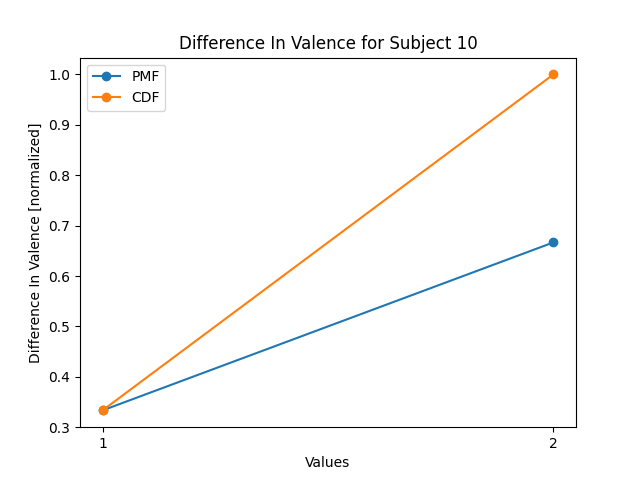 Difference In Valence for Subject 10
PMF
CDF
Difference In Valence [normalized]
1.0
0.9
0.8
0.7
0.6
0.5
0.4
0.3
1
2
Values